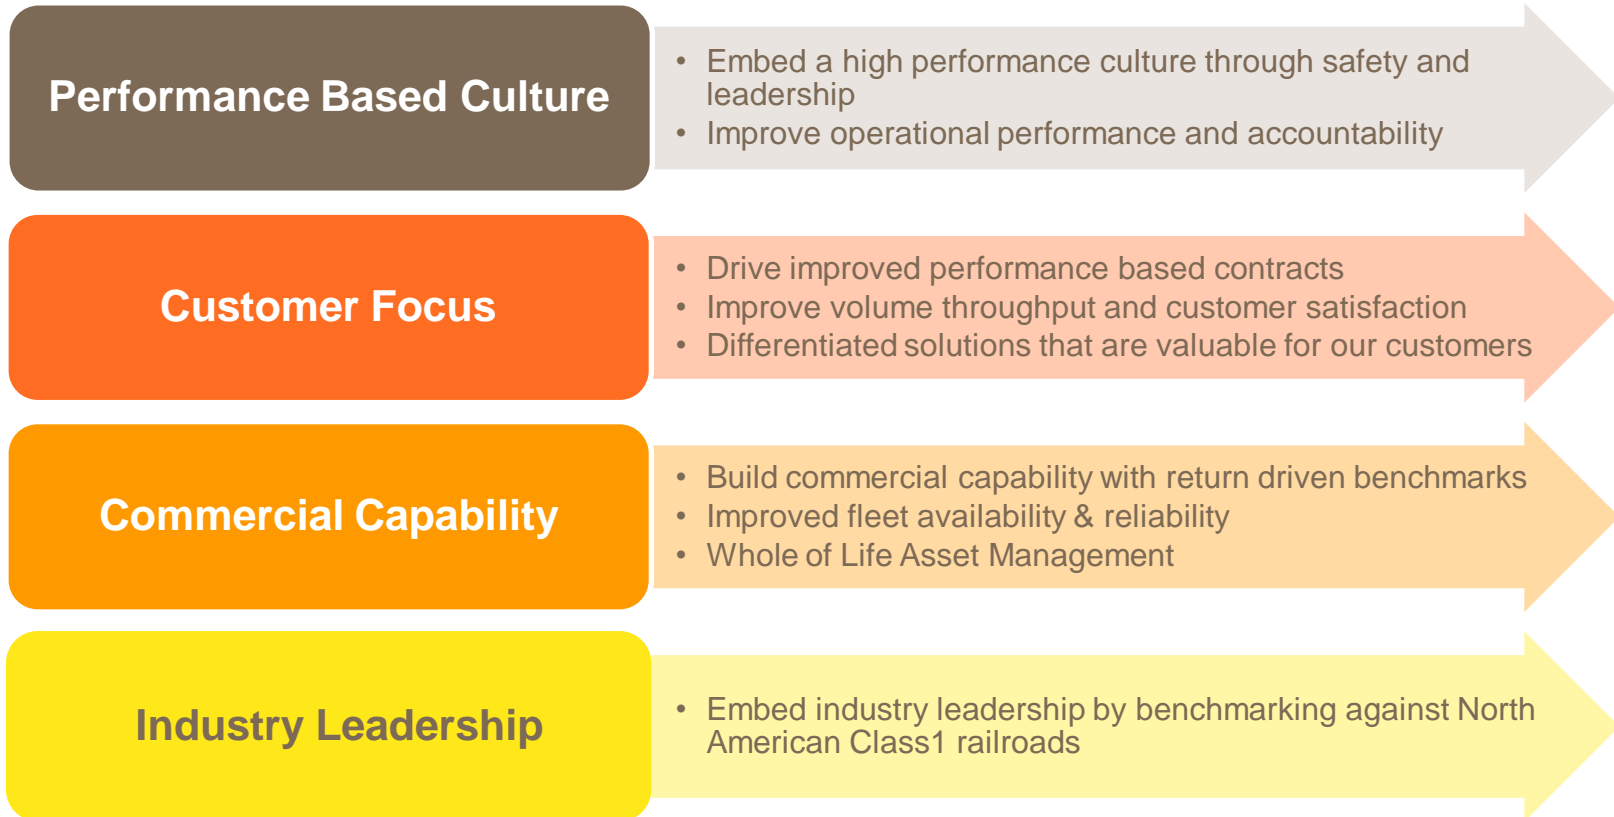 Performance Based Culture
• Embed a high performance culture through safety and
leadership
• Improve operational performance and accountability
Customer Focus
• Drive improved performance based contracts
• Improve volume throughput and customer satisfaction
• Differentiated solutions that are valuable for our customers
Commercial Capability
• Build commercial capability with return driven benchmarks
• Improved fleet availability & reliability
• Whole of Life Asset Management
Industry Leadership
• Embed industry leadership by benchmarking against North
American Class1 railroads